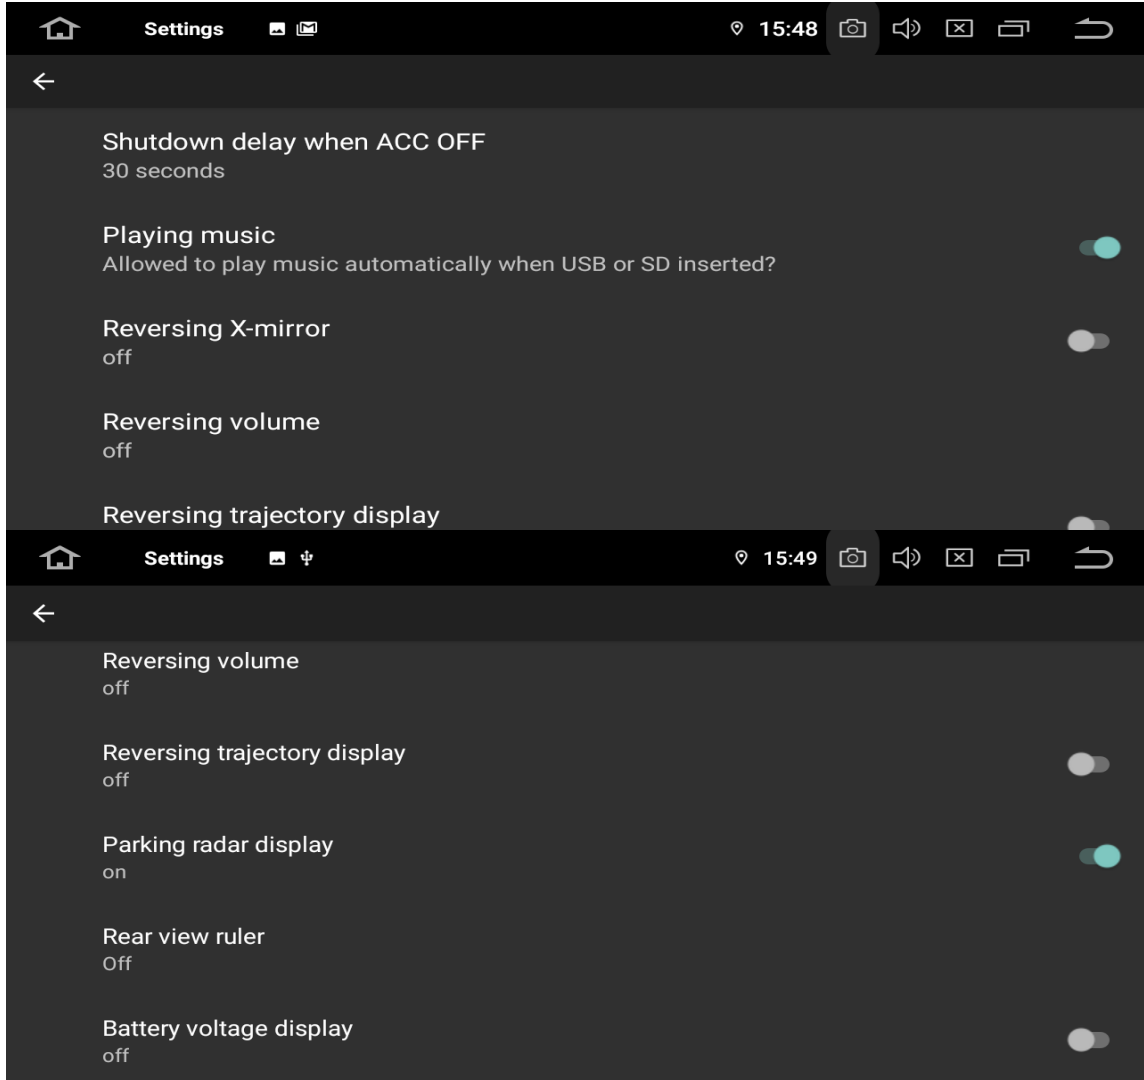 Settings
15:48
Shutdown delay when ACC OFF
30 seconds
Playing music
Allowed to play music automatically when USB or SD inserted?
Reversing X-mirror
off
Reversing volume
off
Reversing trajectory display
Settings
15:49
Reversing volume
off
Reversing trajectory display
off
Parking radar display
on
Rear view ruler
Off
Battery voltage display
off